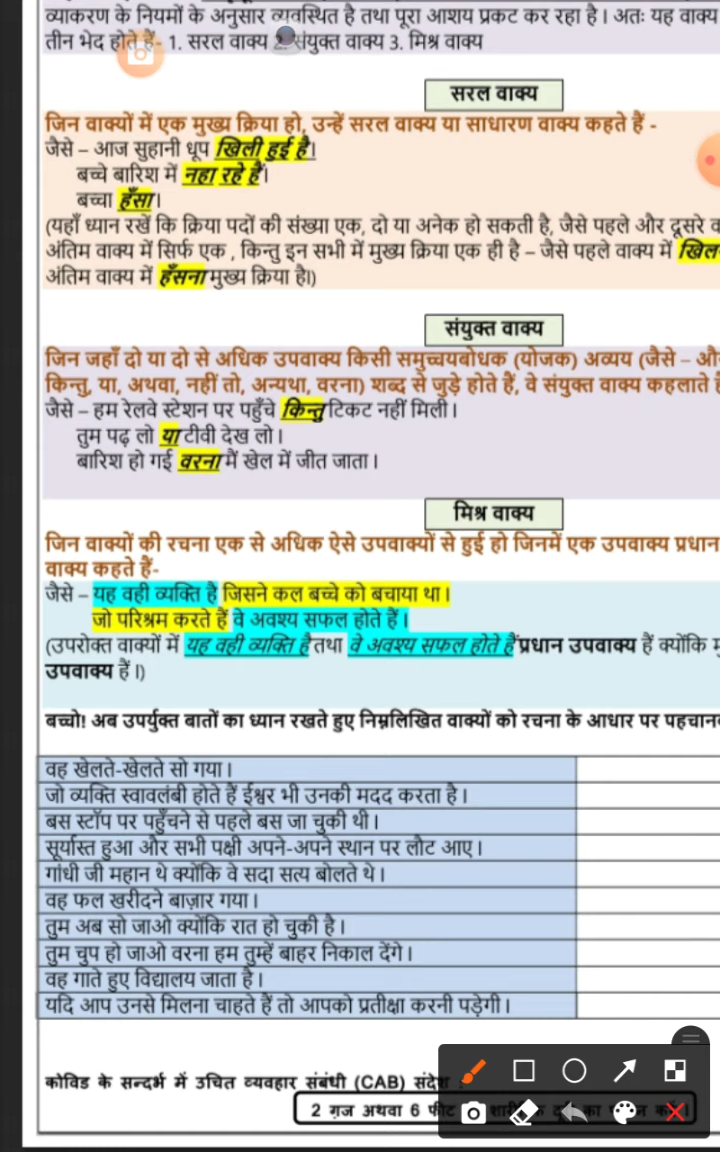 व्याकरण के नियमों के अनुसार व्यवस्थित है तथा पूरा आशय प्रकट कर रहा है। अतः यह वाक्य
तीन भेद होते हैं- 1. सरल वाक्य 2. संयुक्त वाक्य 3. मिश्र वाक्य
सरल वाक्य
जिन वाक्यों में एक मुख्य क्रिया हो, उन्हें सरल वाक्य या साधारण वाक्य कहते हैं -
जैसे – आज सुहानी धूप खिली हुई है।
बच्चे बारिश में नहा रहे हैं।
बच्चा हँसा।
(यहाँ ध्यान रखें कि क्रिया पदों की संख्या एक, दो या अनेक हो सकती है, जैसे पहले और दूसरे
अंतिम वाक्य में सिर्फ एक , किन्तु इन सभी में मुख्य क्रिया एक ही है – जैसे पहले वाक्य में खिल
अंतिम वाक्य में हँसना मुख्य क्रिया है।)
संयुक्त वाक्य
जिन जहाँ दो या दो से अधिक उपवाक्य किसी समुच्चयबोधक (योजक) अव्यय (जैसे – औ
किन्तु, या, अथवा, नहीं तो, अन्यथा, वरना) शब्द से जुड़े होते हैं, वे संयुक्त वाक्य कहलाते
जैसे – हम रेलवे स्टेशन पर पहुँचे किन्तु टिकट नहीं मिली।
तुम पढ़ लो या टीवी देख लो।
बारिश हो गई वरना मैं खेल में जीत जाता।
मिश्र वाक्य
जिन वाक्यों की रचना एक से अधिक ऐसे उपवाक्यों से हुई हो जिनमें एक उपवाक्य प्रधान
वाक्य कहते हैं-
जैसे – यह वही व्यक्ति है जिसने कल बच्चे को बचाया था।
जो परिश्रम करते हैं वे अवश्य सफल होते हैं।
(उपरोक्त वाक्यों में यह वही व्यक्ति है तथा वे अवश्य सफल होते हैं प्रधान उपवाक्य हैं क्योंकि
उपवाक्य हैं।)
बच्चो! अब उपर्युक्त बातों का ध्यान रखते हुए निम्नलिखित वाक्यों को रचना के आधार पर पहचान
वह खेलते-खेलते सो गया।
जो व्यक्ति स्वावलंबी होते हैं ईश्वर भी उनकी मदद करता है।
बस स्टॉप पर पहुँचने से पहले बस जा चुकी थी।
सूर्यास्त हुआ और सभी पक्षी अपने-अपने स्थान पर लौट आए।
गांधी जी महान थे क्योंकि वे सदा सत्य बोलते थे।
वह फल खरीदने बाज़ार गया।
तुम अब सो जाओ क्योंकि रात हो चुकी है।
तुम चुप हो जाओ वरना हम तुम्हें बाहर निकाल देंगे।
वह गाते हुए विद्यालय जाता है।
यदि आप उनसे मिलना चाहते हैं तो आपको प्रतीक्षा करनी पड़ेगी।
कोविड के सन्दर्भ में उचित व्यवहार संबंधी (CAB) संदेश
2 गज़ अथवा 6 फीट